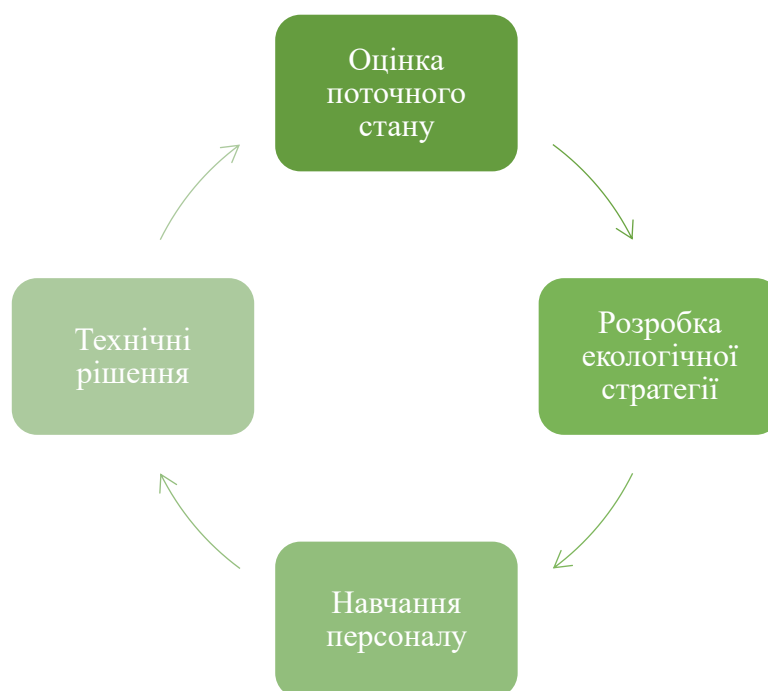 Оцінка
поточного
стану
Розробка
екологічної
стратегії
Навчання
персоналу
Технічні
рішення